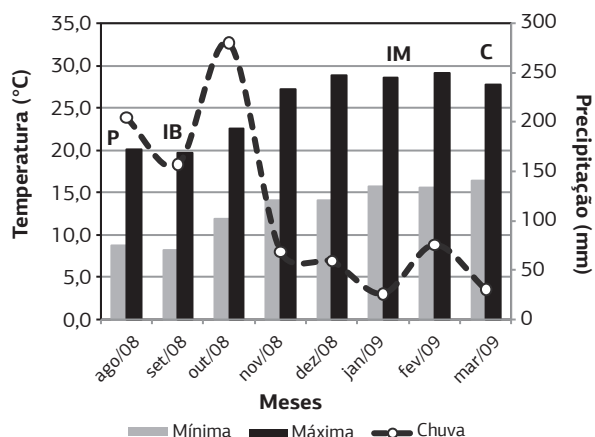 Temperatura (°C)
35,0
30,0
25,0
20,0
15,0
10,0
5,0
0,0
P
IB
IM
C
300
250
200
150
100
50
0
Precipitação (mm)
ago/08
set/08
out/08
nov/08
dez/08
jan/09
fev/09
mar/09
Meses
Mínima Máxima Chuva